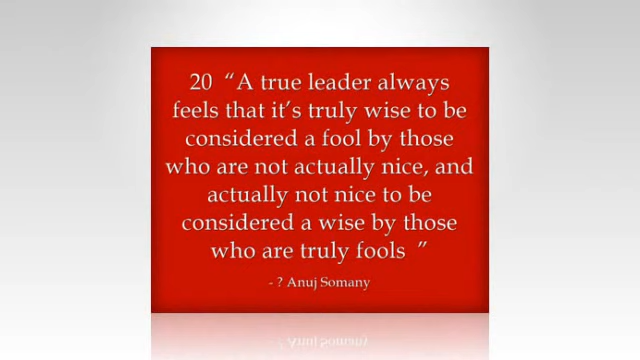 20 “A true leader always
feels that it’s truly wise to be
considered a fool by those
who are not actually nice, and
actually not nice to be
considered a wise by those
who are truly fools ”
- ? Anuj Somany